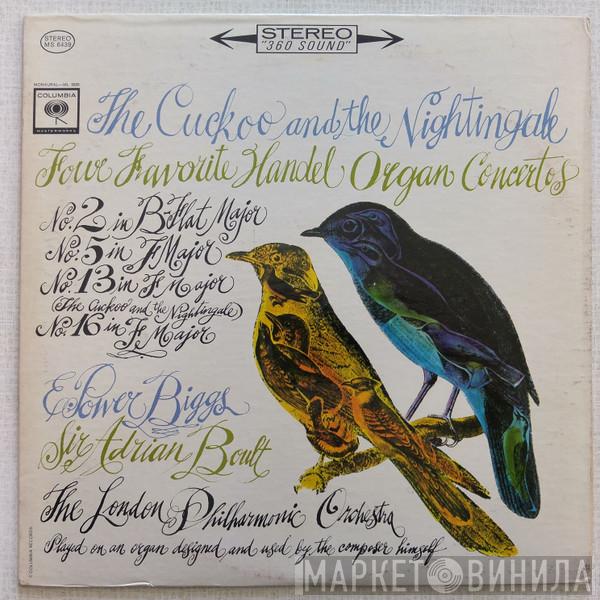 STEREO
"360 SOUND"
STEREO
MS 6439
COLUMBIA
MASTERWORKS
The Cuckoo and the Nightingale
Four Favorite Handel Organ Concertos
No. 2 in B-Flat Major
No. 5 in F Major
No. 13 in F Major
(The Cuckoo and the Nightingale)
No. 16 in F Major
E. Power Biggs
Sir Adrian Boult
The London Philharmonic Orchestra
Played on an organ designed and used by the composer himself
МАРКЕТ ВИНИЛА